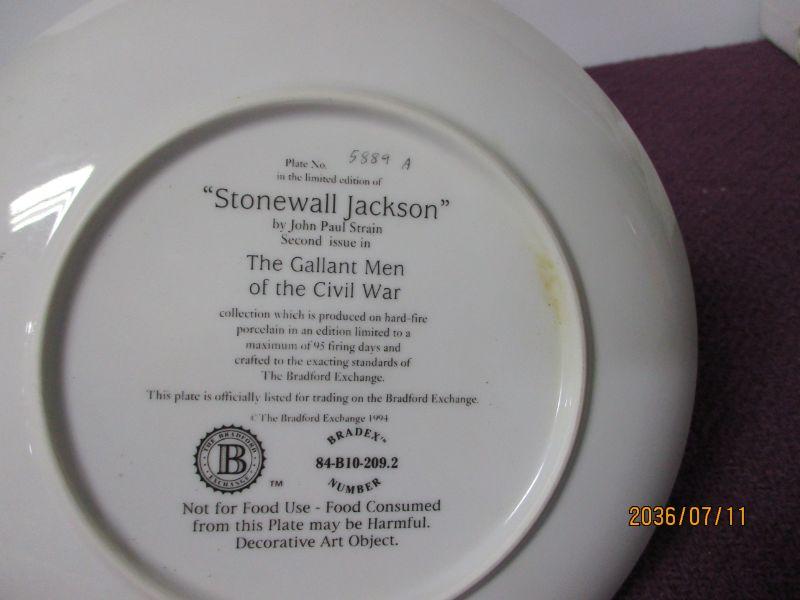 Plate No. 5889 A
in the limited edition of
"Stonewall Jackson"
by John Paul Strain
Second issue in
The Gallant Men
of the Civil War
collection which is produced on hard-fire
porcelain in an edition limited to a
maximum of 95 firing days and
crafted to the exacting standards of
The Bradford Exchange.
This plate is officially listed for trading on the Bradford Exchange.
© The Bradford Exchange 1994
THE BRADFORD EXCHANGE
B
TM
BRADEX™
84-B10-209.2
NUMBER
Not for Food Use - Food Consumed
from this Plate may be Harmful.
Decorative Art Object.
2036/07/11